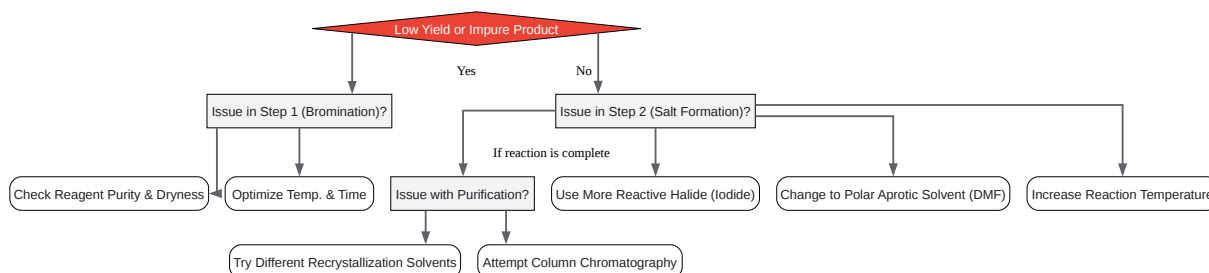 Low Yield or Impure Product
Yes
No
Issue in Step 1 (Bromination)?
Issue in Step 2 (Salt Formation)?
If reaction is complete
Check Reagent Purity & Dryness
Optimize Temp. & Time
Issue with Purification?
Use More Reactive Halide (Iodide)
Change to Polar Aprotic Solvent (DMF)
Increase Reaction Temperature
Try Different Recrystallization Solvents
Attempt Column Chromatography